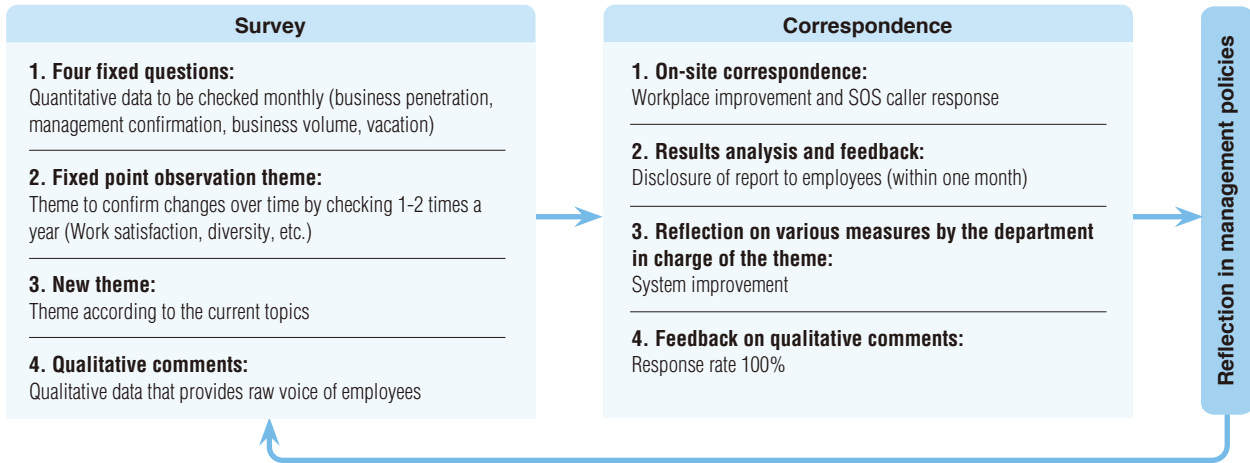 Survey
1. Four fixed questions:
Quantitative data to be checked monthly (business penetration,
management confirmation, business volume, vacation)
2. Fixed point observation theme:
Theme to confirm changes over time by checking 1-2 times a
year (Work satisfaction, diversity, etc.)
3. New theme:
Theme according to the current topics
4. Qualitative comments:
Qualitative data that provides raw voice of employees
Correspondence
1. On-site correspondence:
Workplace improvement and SOS caller response
2. Results analysis and feedback:
Disclosure of report to employees (within one month)
3. Reflection on various measures by the department
in charge of the theme:
System improvement
4. Feedback on qualitative comments:
Response rate 100%
Reflection in management policies